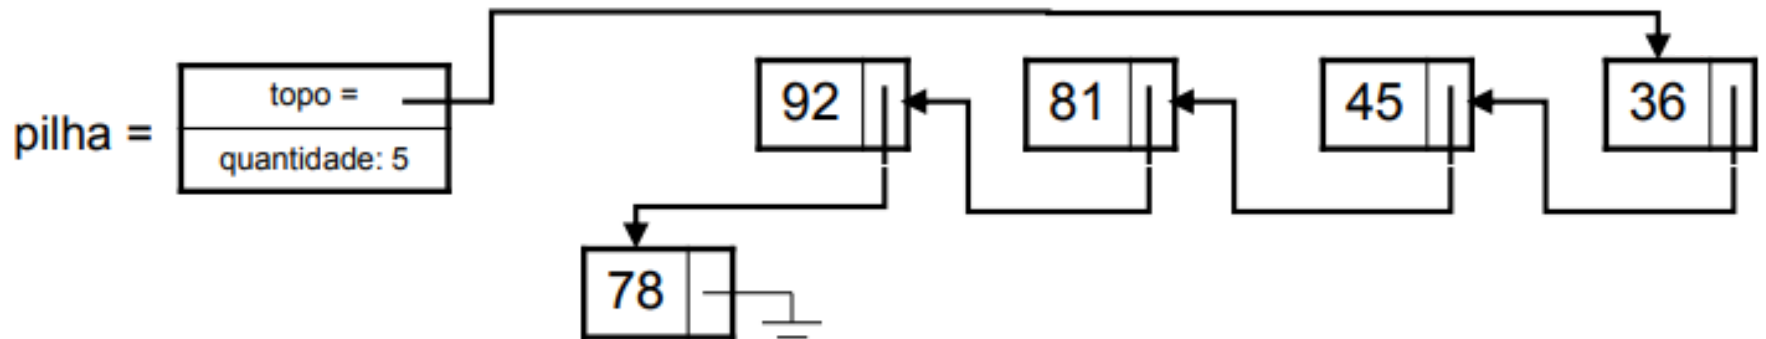 topo =
pilha =
quantidade: 5
92
81
45
36
78